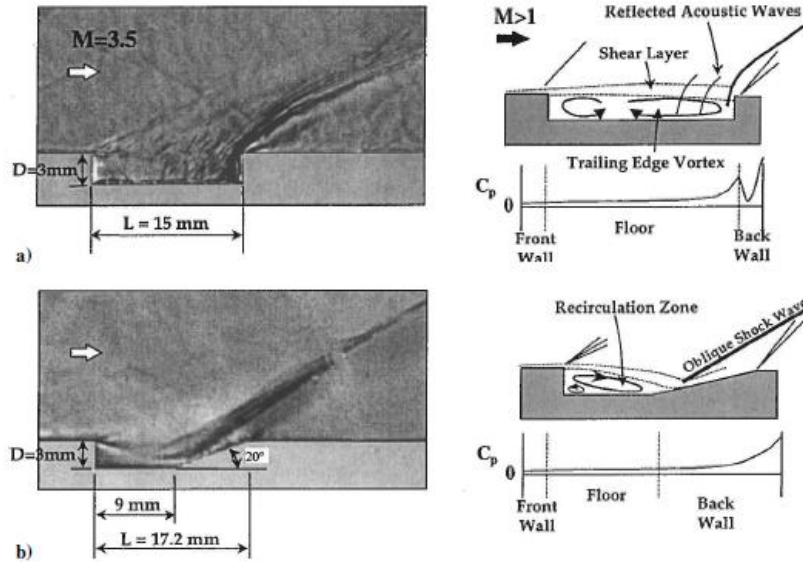 M=3.5
D=3mm
L = 15 mm
a)
M>1
Reflected Acoustic Waves
Shear Layer
Trailing Edge Vortex
Cp
0
Front
Wall
Floor
Back
Wall
D=3mm
20°
9 mm
L = 17.2 mm
b)
Recirculation Zone
Oblique Shock Wave
Cp
0
Front
Wall
Floor
Back
Wall